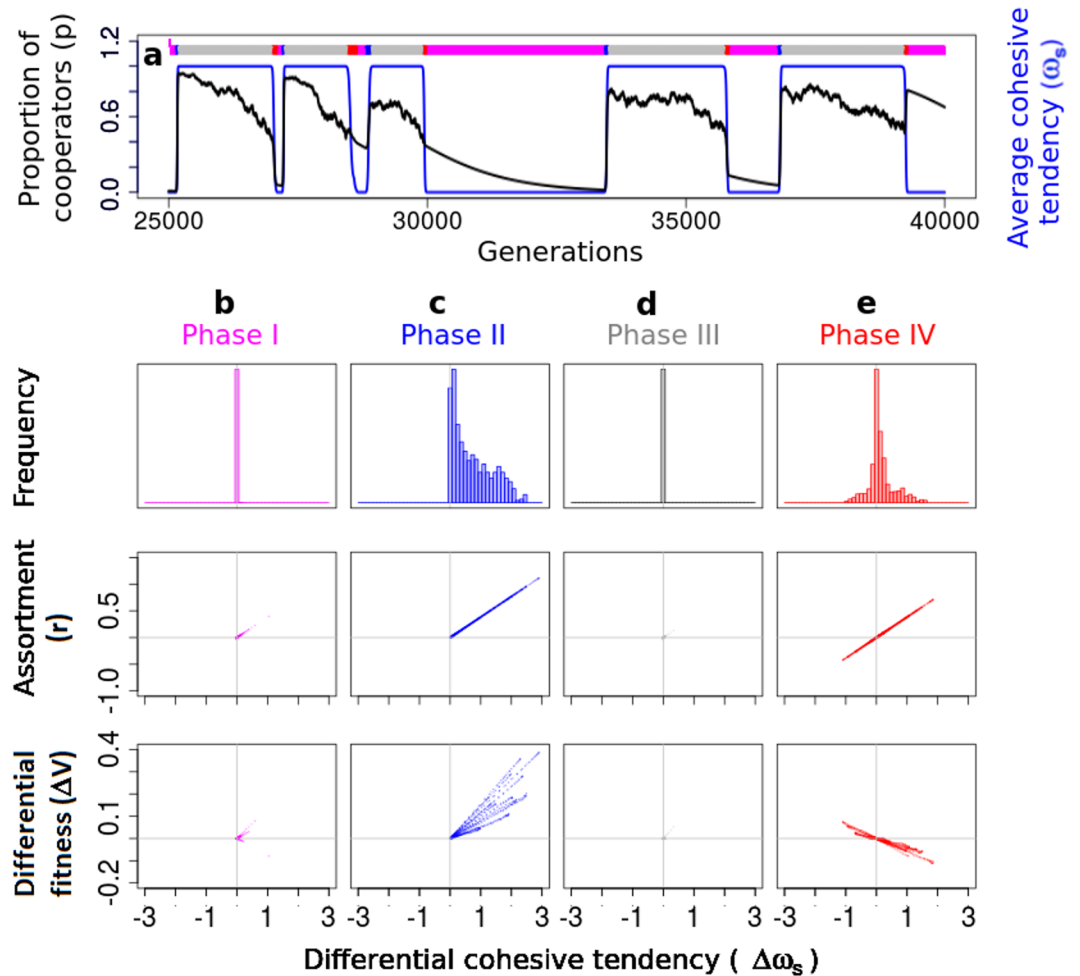 Proportion of
cooperators (p)
1.2
0.6
0.0
a
Average cohesive
tendency (ωs)
25000 30000 35000 40000
Generations
b c d e
Phase I Phase II Phase III Phase IV
Frequency
Assortment
(r)
0.5
-1.0
Differential
fitness (ΔV)
0.4
0.1
-0.2
-3 -1 1 3 -3 -1 1 3 -3 -1 1 3 -3 -1 1 3
Differential cohesive tendency ( Δωs )